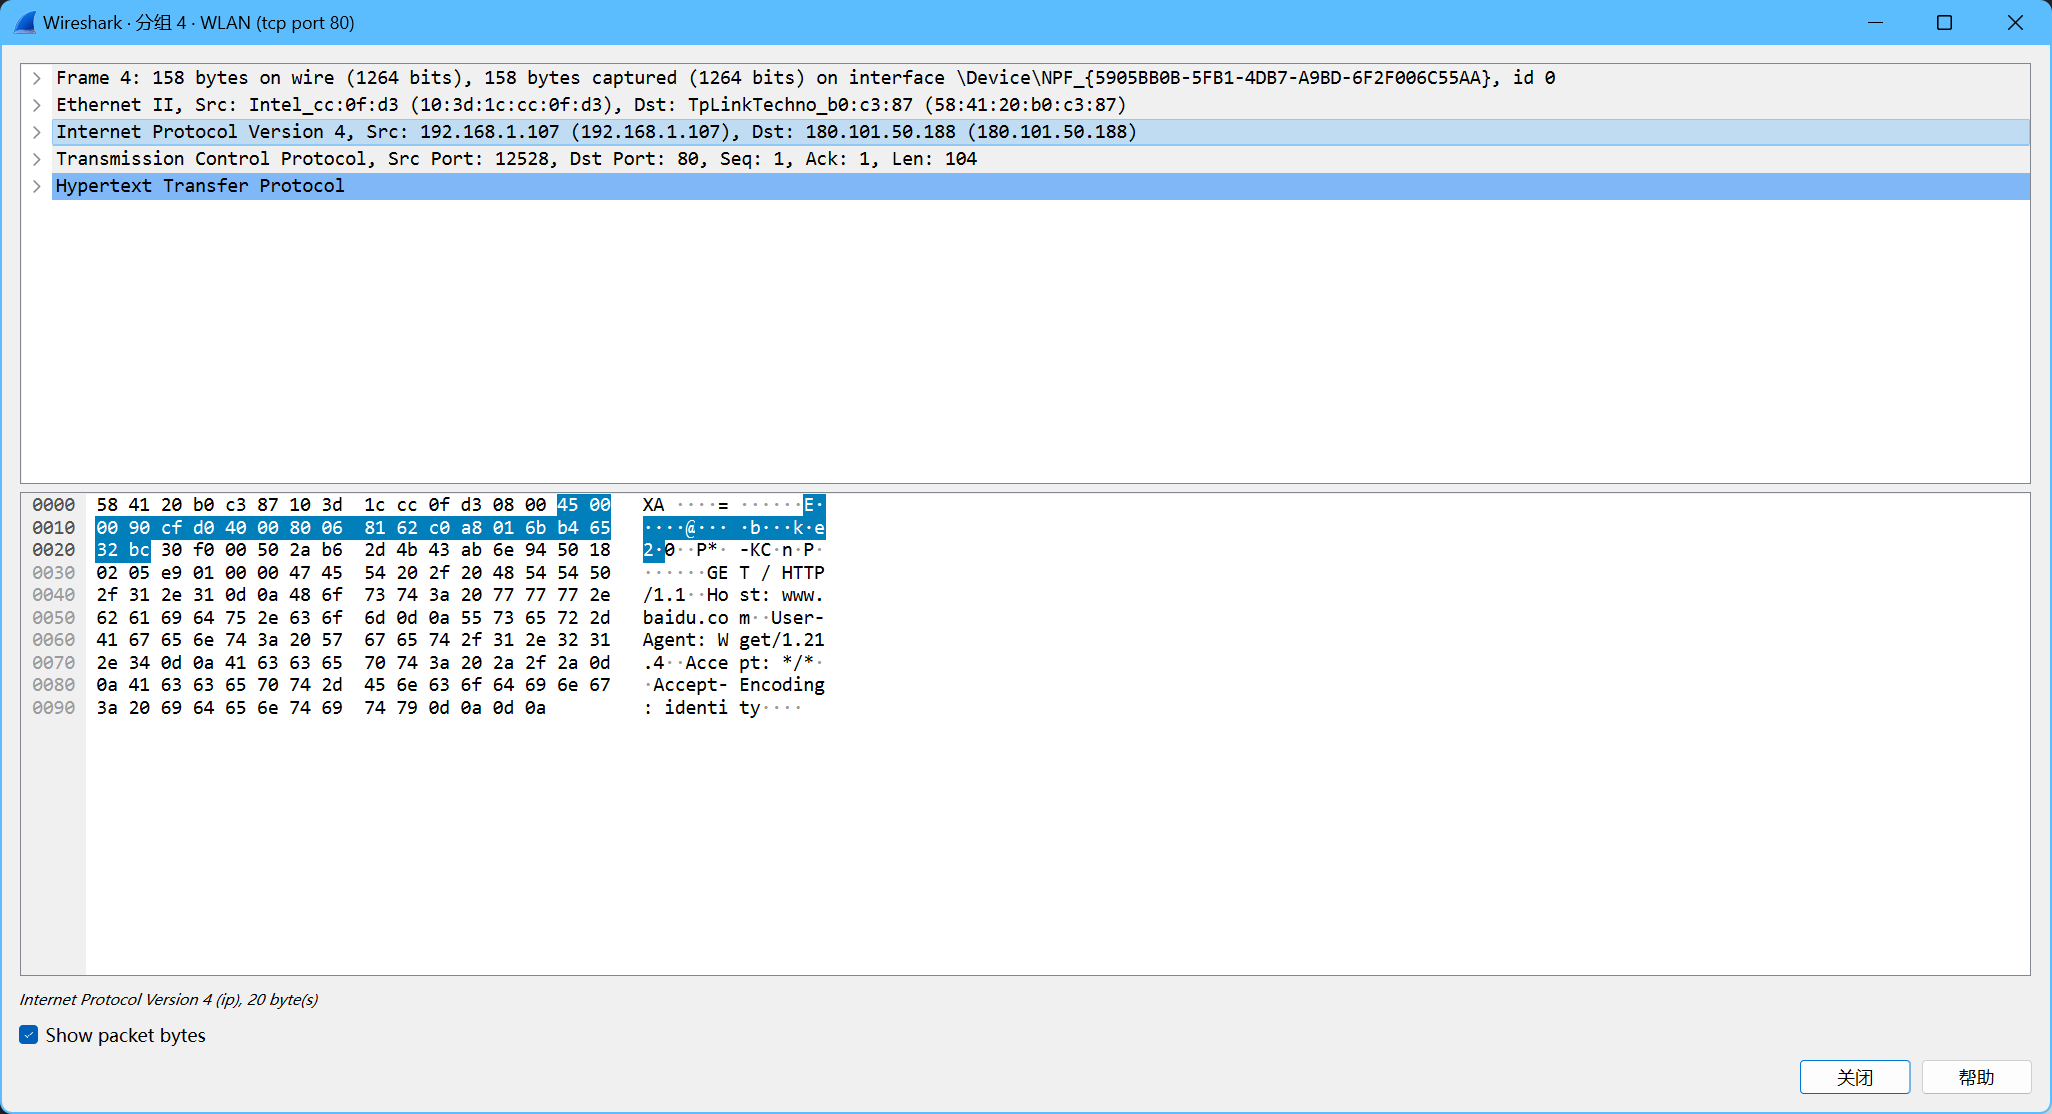 Wireshark · 分组 4 · WLAN (tcp port 80)
Frame 4: 158 bytes on wire (1264 bits), 158 bytes captured (1264 bits) on interface \Device\NPF_{5905BB0B-5FB1-4DB7-A9BD-6F2F006C55AA}, id 0
Ethernet II, Src: Intel_cc:0f:d3 (10:3d:1c:cc:0f:d3), Dst: TpLinkTechno_b0:c3:87 (58:41:20:b0:c3:87)
Internet Protocol Version 4, Src: 192.168.1.107 (192.168.1.107), Dst: 180.101.50.188 (180.101.50.188)
Transmission Control Protocol, Src Port: 12528, Dst Port: 80, Seq: 1, Ack: 1, Len: 104
Hypertext Transfer Protocol
0000 58 41 20 b0 c3 87 10 3d 1c cc 0f d3 08 00 45 00 XA ····= ······E·
0010 00 90 cf d0 40 00 80 06 81 62 c0 a8 01 6b b4 65 ····@··· ·b···k·e
0020 32 bc 30 f0 00 50 2a b6 2d 4b 43 ab 6e 94 50 18 2·0··P*· -KC·n·P·
0030 02 05 e9 01 00 00 47 45 54 20 2f 20 48 54 54 50 ······GE T / HTTP
0040 2f 31 2e 31 0d 0a 48 6f 73 74 3a 20 77 77 77 2e /1.1··Ho st: www.
0050 62 61 69 64 75 2e 63 6f 6d 0d 0a 55 73 65 72 2d baidu.co m··User-
0060 41 67 65 6e 74 3a 20 57 67 65 74 2f 31 2e 32 31 Agent: W get/1.21
0070 2e 34 0d 0a 41 63 63 65 70 74 3a 20 2a 2f 2a 0d .4··Acce pt: */*·
0080 0a 41 63 63 65 70 74 2d 45 6e 63 6f 64 69 6e 67 ·Accept- Encoding
0090 3a 20 69 64 65 6e 74 69 74 79 0d 0a 0d 0a : identi ty····
Internet Protocol Version 4 (ip), 20 byte(s)
Show packet bytes
关闭 帮助